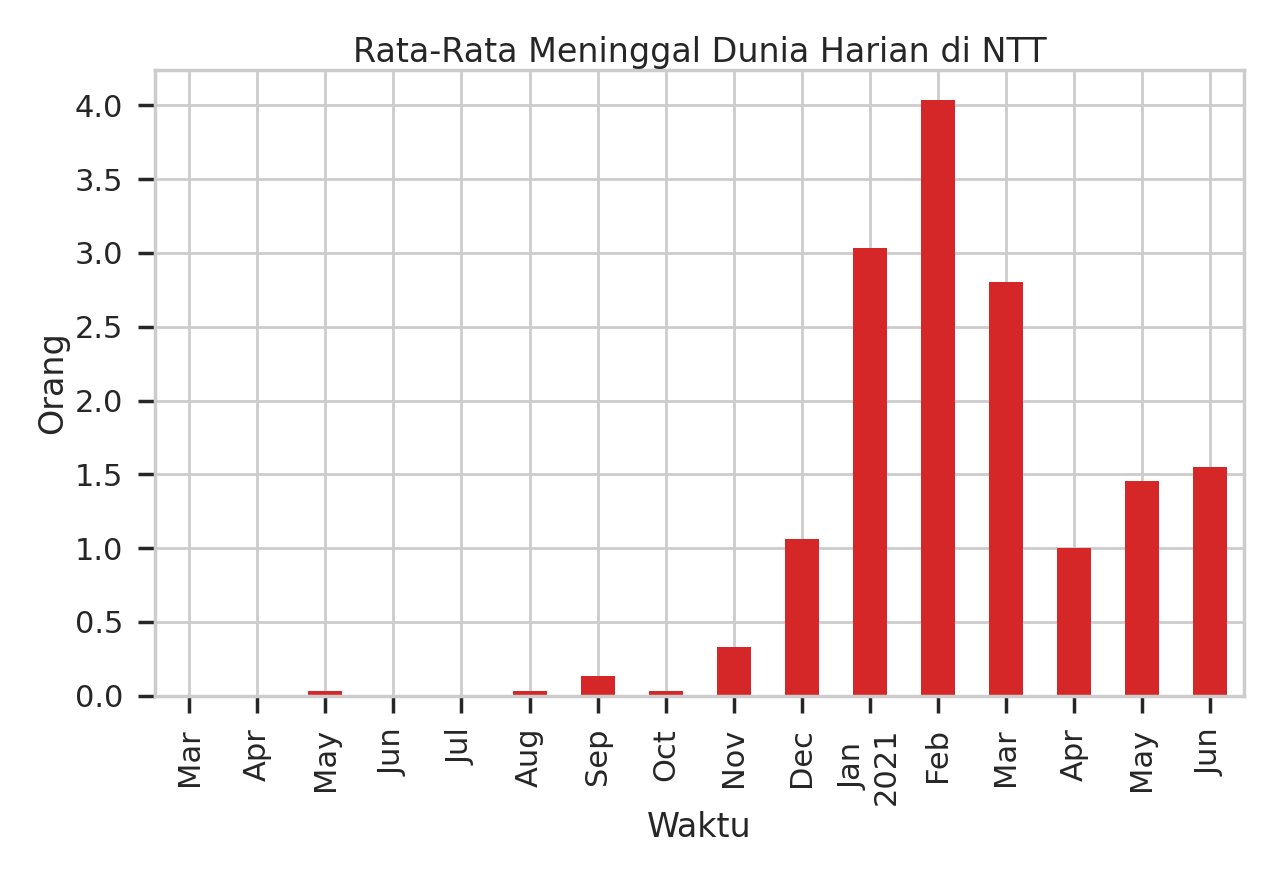 Rata-Rata Meninggal Dunia Harian di NTT
Orang
4.0
3.5
3.0
2.5
2.0
1.5
1.0
0.5
0.0
Mar
Apr
May
Jun
Jul
Aug
Sep
Oct
Nov
Dec
Jan
2021
Feb
Mar
Apr
May
Jun
Waktu